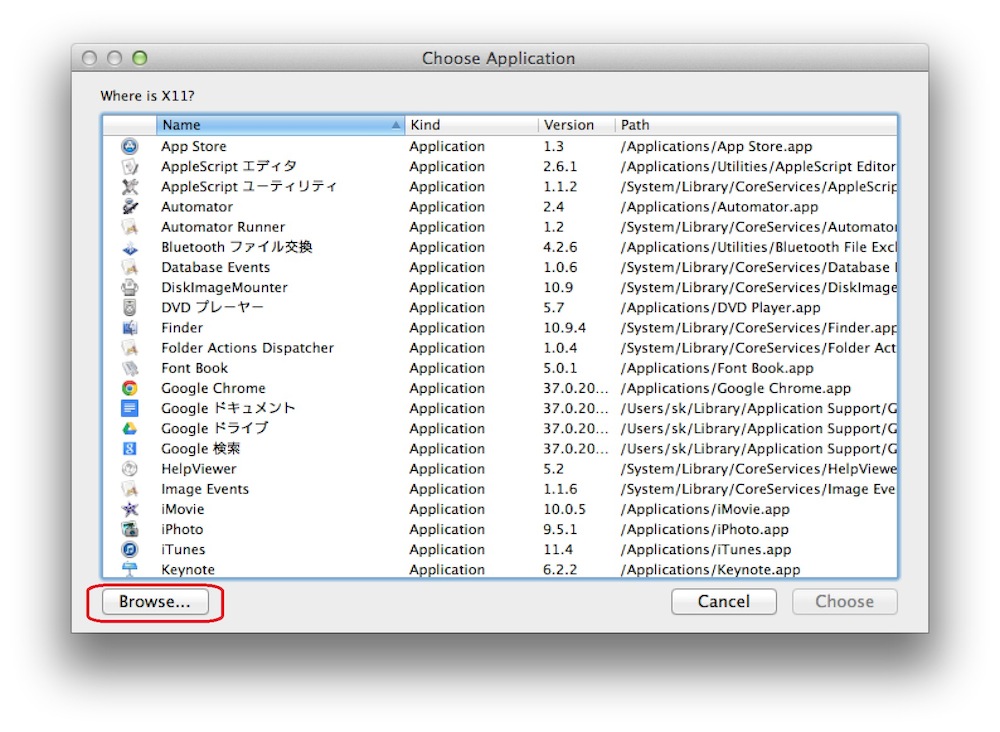 Choose Application
Where is X11?
Name Kind Version Path
App Store Application 1.3 /Applications/App Store.app
AppleScript エディタ Application 2.6.1 /Applications/Utilities/AppleScript Editor
AppleScript ユーティリティ Application 1.1.2 /System/Library/CoreServices/AppleScrip
Automator Application 2.4 /Applications/Automator.app
Automator Runner Application 1.2 /System/Library/CoreServices/Automator
Bluetooth ファイル交換 Application 4.2.6 /Applications/Utilities/Bluetooth File Excl
Database Events Application 1.0.6 /System/Library/CoreServices/Database
DiskImageMounter Application 10.9 /System/Library/CoreServices/DiskImage
DVD プレーヤー Application 5.7 /Applications/DVD Player.app
Finder Application 10.9.4 /System/Library/CoreServices/Finder.app
Folder Actions Dispatcher Application 1.0.4 /System/Library/CoreServices/Folder Act
Font Book Application 5.0.1 /Applications/Font Book.app
Google Chrome Application 37.0.20... /Applications/Google Chrome.app
Google ドキュメント Application 37.0.20... /Users/sk/Library/Application Support/G
Google ドライブ Application 37.0.20... /Users/sk/Library/Application Support/G
Google 検索 Application 37.0.20... /Users/sk/Library/Application Support/G
HelpViewer Application 5.2 /System/Library/CoreServices/HelpViewe
Image Events Application 1.1.6 /System/Library/CoreServices/Image Eve
iMovie Application 10.0.5 /Applications/iMovie.app
iPhoto Application 9.5.1 /Applications/iPhoto.app
iTunes Application 11.4 /Applications/iTunes.app
Keynote Application 6.2.2 /Applications/Keynote.app
Browse... Cancel Choose